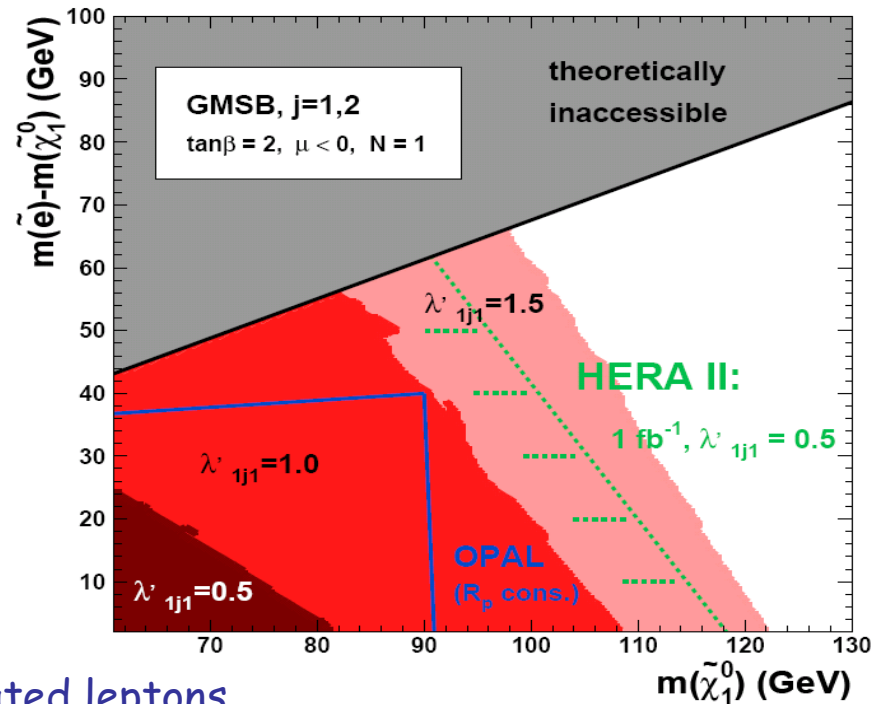 100
90
80
70
60
50
40
30
20
10
m(ẽ)-m(χ̃⁰₁) (GeV)
theoretically
inaccessible
GMSB, j=1,2
tanβ = 2, μ < 0, N = 1
λ'₁ⱼ₁=1.5
HERA II:
1 fb⁻¹, λ'₁ⱼ₁ = 0.5
λ'₁ⱼ₁=1.0
OPAL
(Rₚ cons.)
λ'₁ⱼ₁=0.5
70 80 90 100 110 120 130
m(χ̃⁰₁) (GeV)
ted leptons